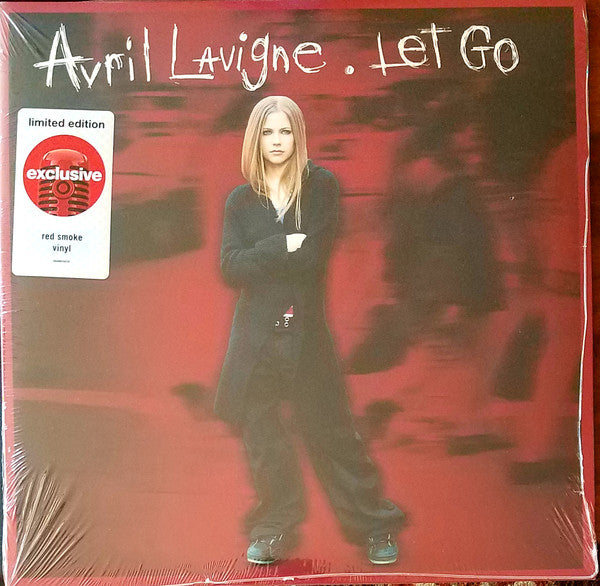 Avril Lavigne . Let Go
limited edition
exclusive
red smoke
vinyl